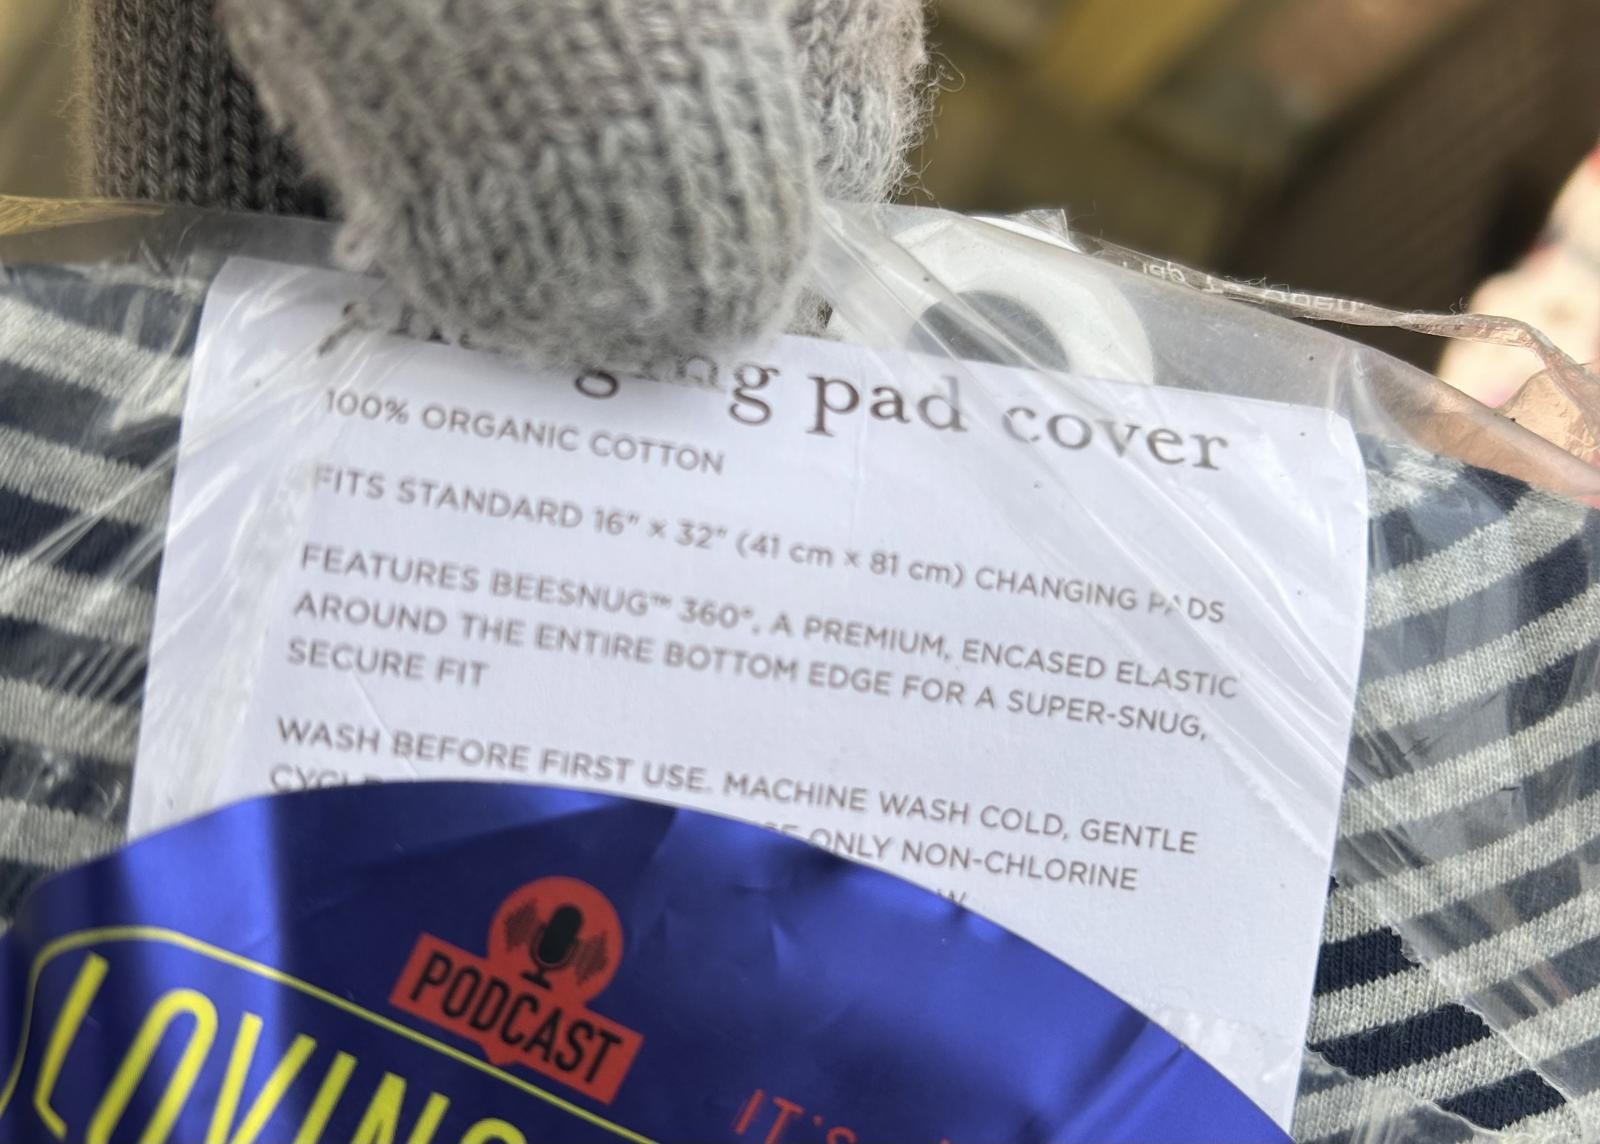 pad cover
100% ORGANIC COTTON
FITS STANDARD 16" x 32" (41 cm x 81 cm) CHANGING PADS
FEATURES BEESNUG™ 360°, A PREMIUM, ENCASED ELASTIC
AROUND THE ENTIRE BOTTOM EDGE FOR A SUPER-SNUG,
SECURE FIT
WASH BEFORE FIRST USE. MACHINE WASH COLD, GENTLE
ONLY NON-CHLORINE
PODCAST
LOVING
IT'S